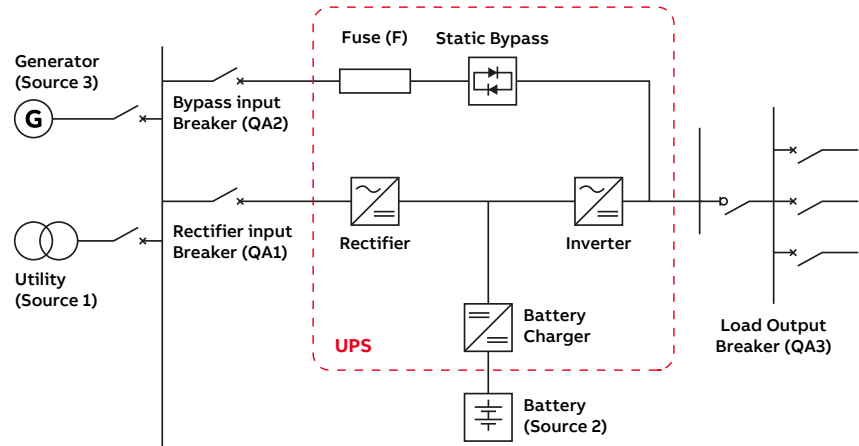 Generator
(Source 3)
G
Bypass input
Breaker (QA2)
Fuse (F)
Static Bypass
Rectifier input
Breaker (QA1)
Rectifier
Inverter
Utility
(Source 1)
UPS
Battery
Charger
Battery
(Source 2)
Load Output
Breaker (QA3)